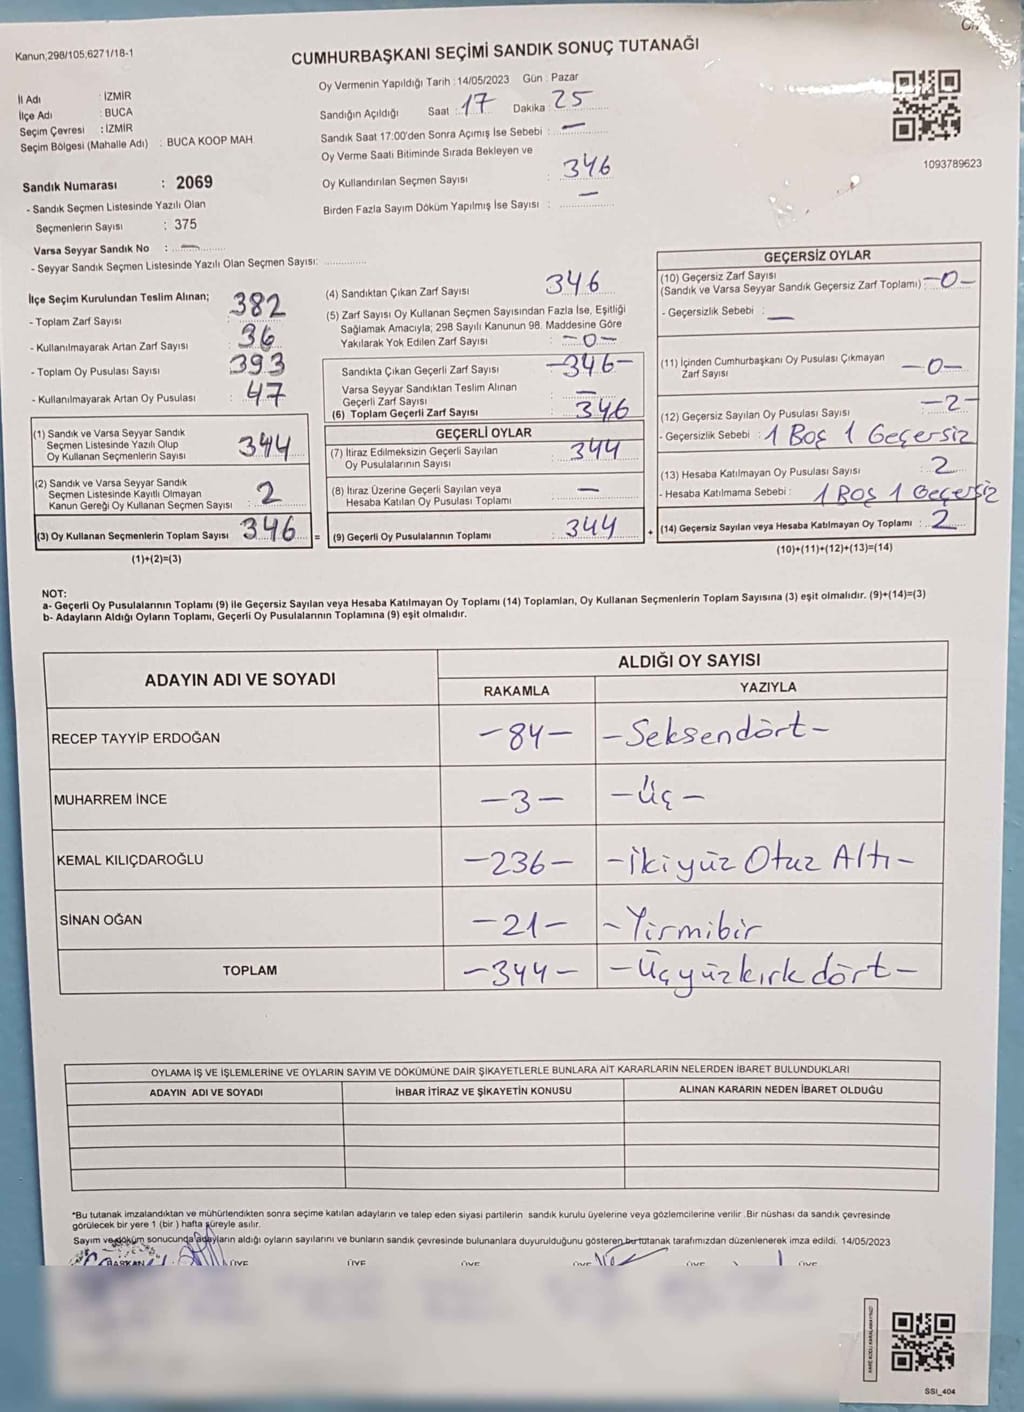 Kanun,298/105,6271/18-1
CUMHURBAŞKANI SEÇİMİ SANDIK SONUÇ TUTANAĞI
İl Adı : İZMİR
İlçe Adı : BUCA
Seçim Çevresi : İZMİR
Seçim Bölgesi (Mahalle Adı) : BUCA KOOP MAH
Sandık Numarası : 2069
- Sandık Seçmen Listesinde Yazılı Olan
Seçmenlerin Sayısı : 375
Varsa Seyyar Sandık No : —
- Seyyar Sandık Seçmen Listesinde Yazılı Olan Seçmen Sayısı:
Oy Vermenin Yapıldığı Tarih : 14/05/2023 Gün : Pazar
Sandığın Açıldığı Saat : 17 Dakika 25
Sandık Saat 17:00'den Sonra Açımış İse Sebebi : —
Oy Verme Saati Bitiminde Sırada Bekleyen ve
Oy Kullandırılan Seçmen Sayısı : 346
Birden Fazla Sayım Döküm Yapılmış İse Sayısı : —
1093789623
İlçe Seçim Kurulundan Teslim Alınan;
- Toplam Zarf Sayısı 382
- Kullanılmayarak Artan Zarf Sayısı 36
- Toplam Oy Pusulası Sayısı 393
- Kullanılmayarak Artan Oy Pusulası 47
(1) Sandık ve Varsa Seyyar Sandık
Seçmen Listesinde Yazılı Olup
Oy Kullanan Seçmenlerin Sayısı 344
(2) Sandık ve Varsa Seyyar Sandık
Seçmen Listesinde Kayıtlı Olmayan
Kanun Gereği Oy Kullanan Seçmen Sayısı : 2
(3) Oy Kullanan Seçmenlerin Toplam Sayısı 346 =
(1)+(2)=(3)
(4) Sandıktan Çıkan Zarf Sayısı 346
(5) Zarf Sayısı Oy Kullanan Seçmen Sayısından Fazla İse, Eşitliği
Sağlamak Amacıyla; 298 Sayılı Kanunun 98. Maddesine Göre
Yakılarak Yok Edilen Zarf Sayısı : —0—
Sandıkta Çıkan Geçerli Zarf Sayısı —346—
Varsa Seyyar Sandıktan Teslim Alınan
Geçerli Zarf Sayısı : —
(6) Toplam Geçerli Zarf Sayısı : 346
GEÇERLİ OYLAR
(7) İtiraz Edilmeksizin Geçerli Sayılan
Oy Pusulalarının Sayısı : 344
(8) İtiraz Üzerine Geçerli Sayılan veya
Hesaba Katılan Oy Pusulası Toplamı : —
(9) Geçerli Oy Pusulalarının Toplamı : 344 +
GEÇERSİZ OYLAR
(10) Geçersiz Zarf Sayısı
(Sandık ve Varsa Seyyar Sandık Geçersiz Zarf Toplamı) : —0—
- Geçersizlik Sebebi : —
(11) İçinden Cumhurbaşkanı Oy Pusulası Çıkmayan
Zarf Sayısı —0—
(12) Geçersiz Sayılan Oy Pusulası Sayısı : —2—
- Geçersizlik Sebebi : 1 Boş 1 Geçersiz
(13) Hesaba Katılmayan Oy Pusulası Sayısı : 2
- Hesaba Katılmama Sebebi : 1 Boş 1 Geçersiz
(14) Geçersiz Sayılan veya Hesaba Katılmayan Oy Toplamı : 2
(10)+(11)+(12)+(13)=(14)
NOT:
a- Geçerli Oy Pusulalarının Toplamı (9) ile Geçersiz Sayılan veya Hesaba Katılmayan Oy Toplamı (14) Toplamları, Oy Kullanan Seçmenlerin Toplam Sayısına (3) eşit olmalıdır. (9)+(14)=(3)
b- Adayların Aldığı Oyların Toplamı, Geçerli Oy Pusulalarının Toplamına (9) eşit olmalıdır.
ADAYIN ADI VE SOYADI ALDIĞI OY SAYISI
RAKAMLA YAZIYLA
RECEP TAYYİP ERDOĞAN —84— —Seksendört—
MUHARREM İNCE —3— —Üç—
KEMAL KILIÇDAROĞLU —236— —İkiyüz Otuz Altı—
SİNAN OĞAN —21— —Yirmibir
TOPLAM —344— —Üçyüzkırkdört—
OYLAMA İŞ VE İŞLEMLERİNE VE OYLARIN SAYIM VE DÖKÜMÜNE DAİR ŞİKAYETLERLE BUNLARA AİT KARARLARIN NELERDEN İBARET BULUNDUKLARI
ADAYIN ADI VE SOYADI İHBAR İTİRAZ VE ŞİKAYETİN KONUSU ALINAN KARARIN NEDEN İBARET OLDUĞU
*Bu tutanak imzalandıktan ve mühürlendikten sonra seçime katılan adayların ve talep eden siyasi partilerin sandık kurulu üyelerine veya gözlemcilerine verilir. Bir nüshası da sandık çevresinde
görülecek bir yere 1 (bir ) hafta süreyle asılır.
Sayım ve döküm sonucunda adayların aldığı oyların sayılarını ve bunların sandık çevresinde bulunanlara duyurulduğunu gösteren bu tutanak tarafımızdan düzenlenerek imza edildi. 14/05/2023
BAŞKAN ÜYE ÜYE ÜYE ÜYE ÜYE ÜYE
SSI_404